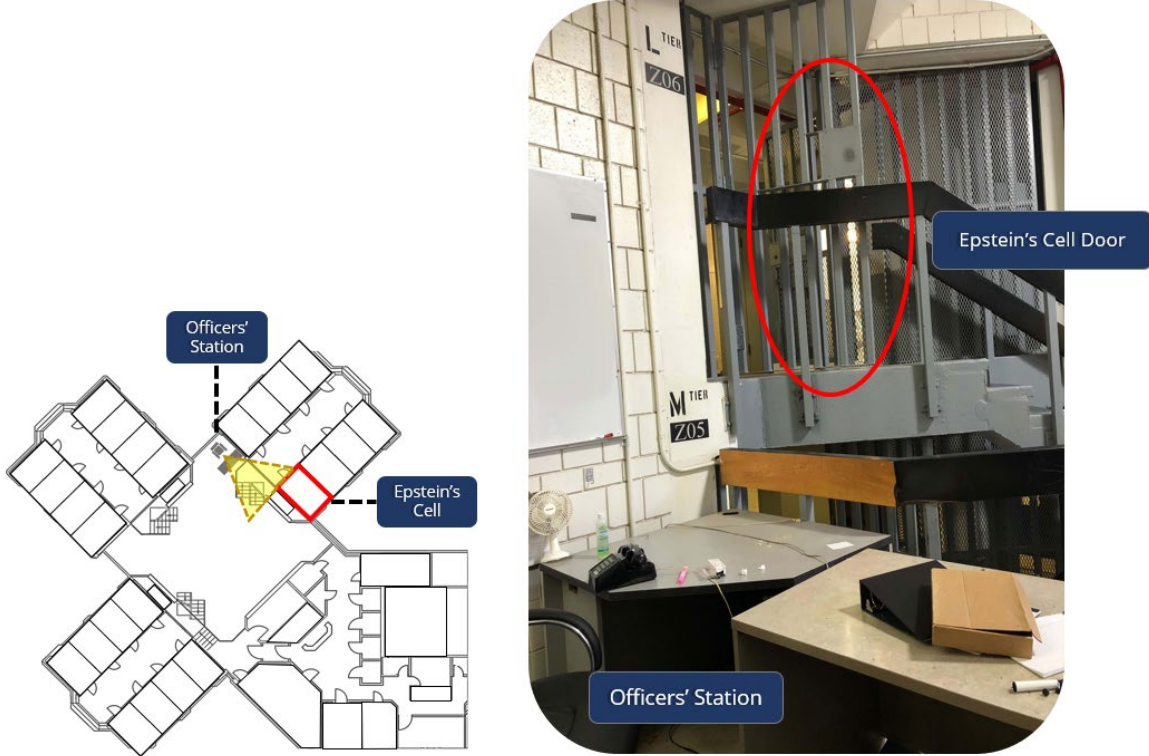 Officers'
Station
Epstein's
Cell
L TIER
Z06
Epstein's Cell Door
M TIER
Z05
Officers' Station